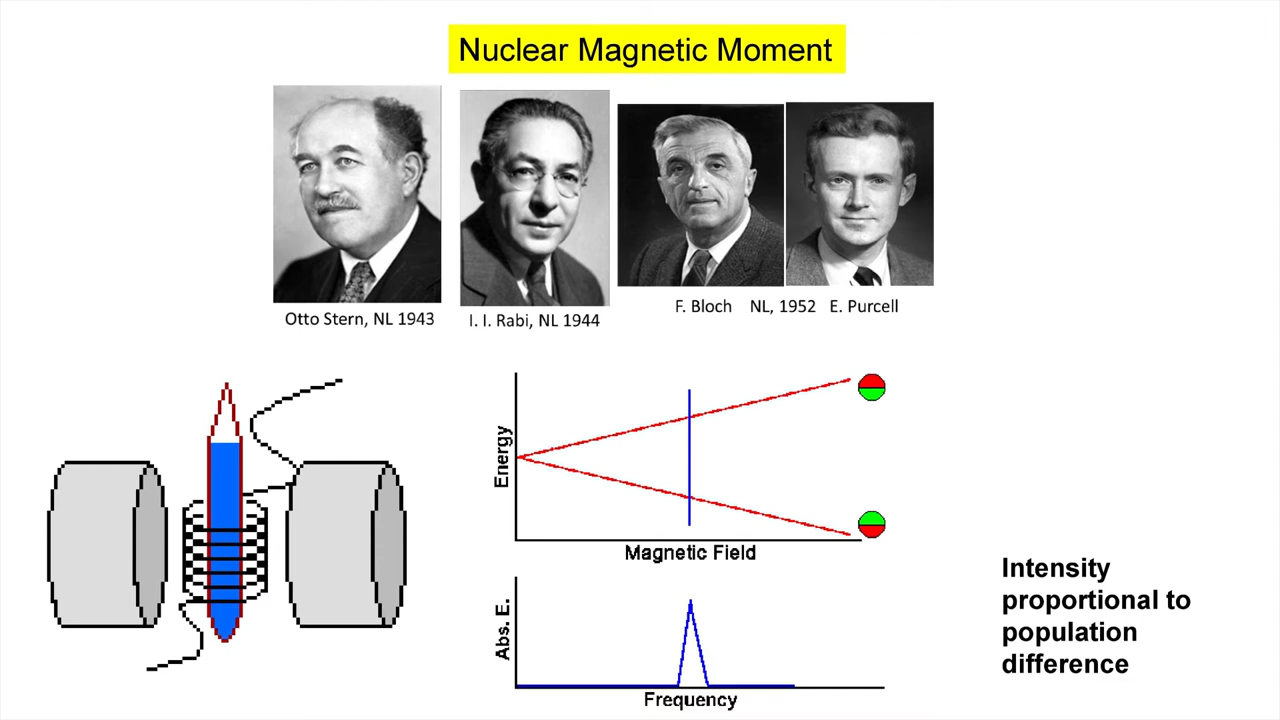 Nuclear Magnetic Moment
Otto Stern, NL 1943
I. I. Rabi, NL 1944
F. Bloch NL, 1952 E. Purcell
Energy
Magnetic Field
Abs. E.
Frequency
Intensity
proportional to
population
difference